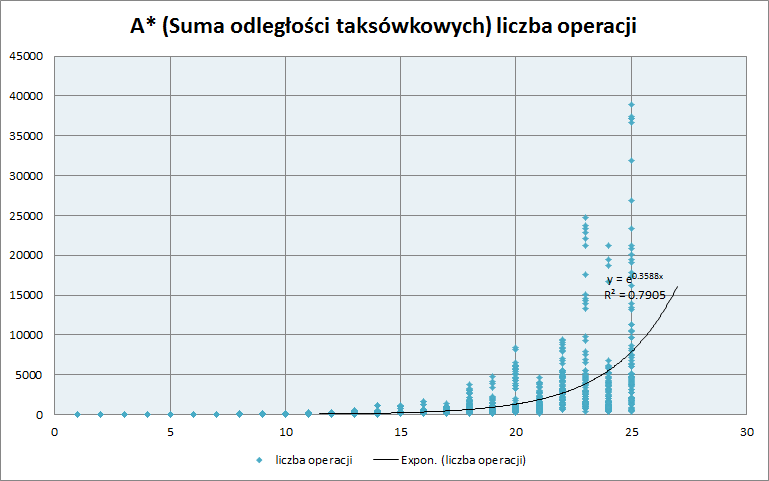 A* (Suma odległości taksówkowych) liczba operacji
45000
40000
35000
30000
25000
20000
15000
10000
5000
0
y = e^0.3588x
R² = 0.7905
0 5 10 15 20 25 30
liczba operacji Expon. (liczba operacji)